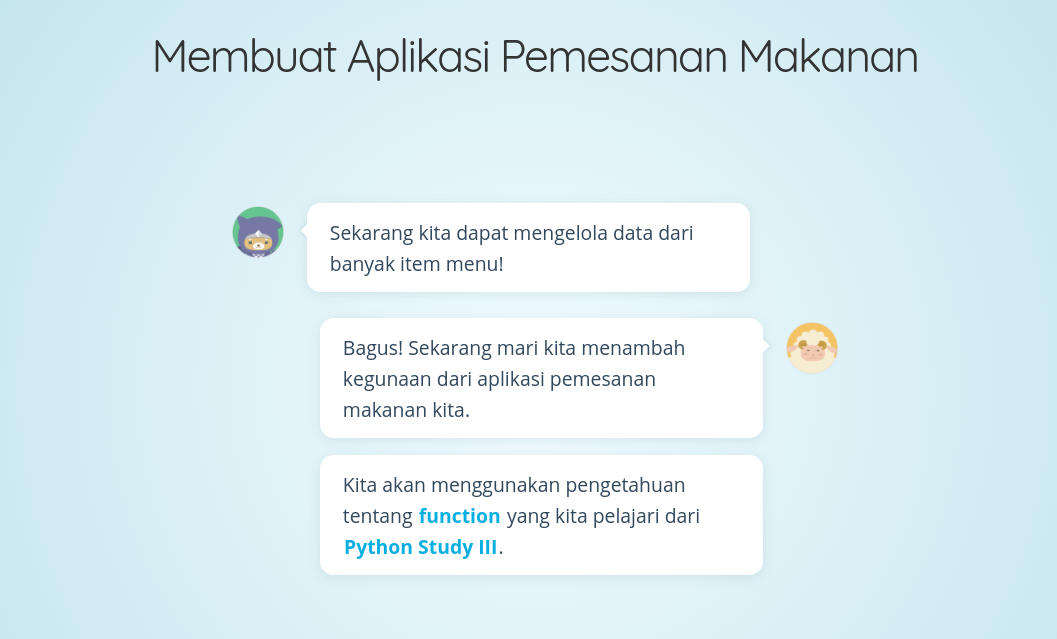 Membuat Aplikasi Pemesanan Makanan
Sekarang kita dapat mengelola data dari
banyak item menu!
Bagus! Sekarang mari kita menambah
kegunaan dari aplikasi pemesanan
makanan kita.
Kita akan menggunakan pengetahuan
tentang function yang kita pelajari dari
Python Study III.